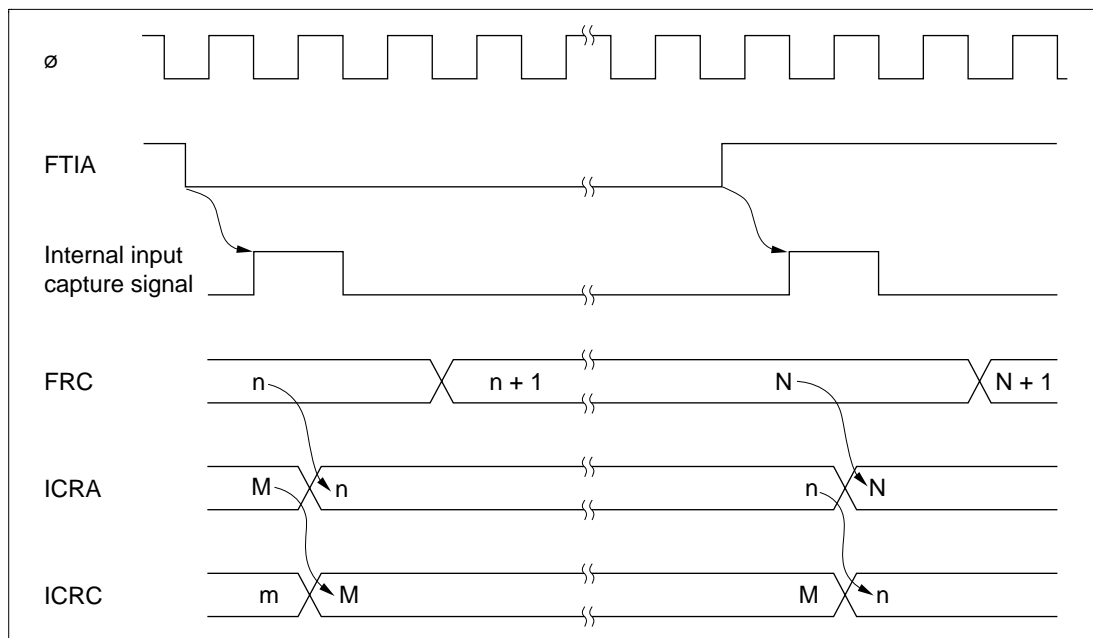 ø
FTIA
Internal input
capture signal
FRC
n
n + 1
N
N + 1
ICRA
M
n
n
N
ICRC
m
M
M
n